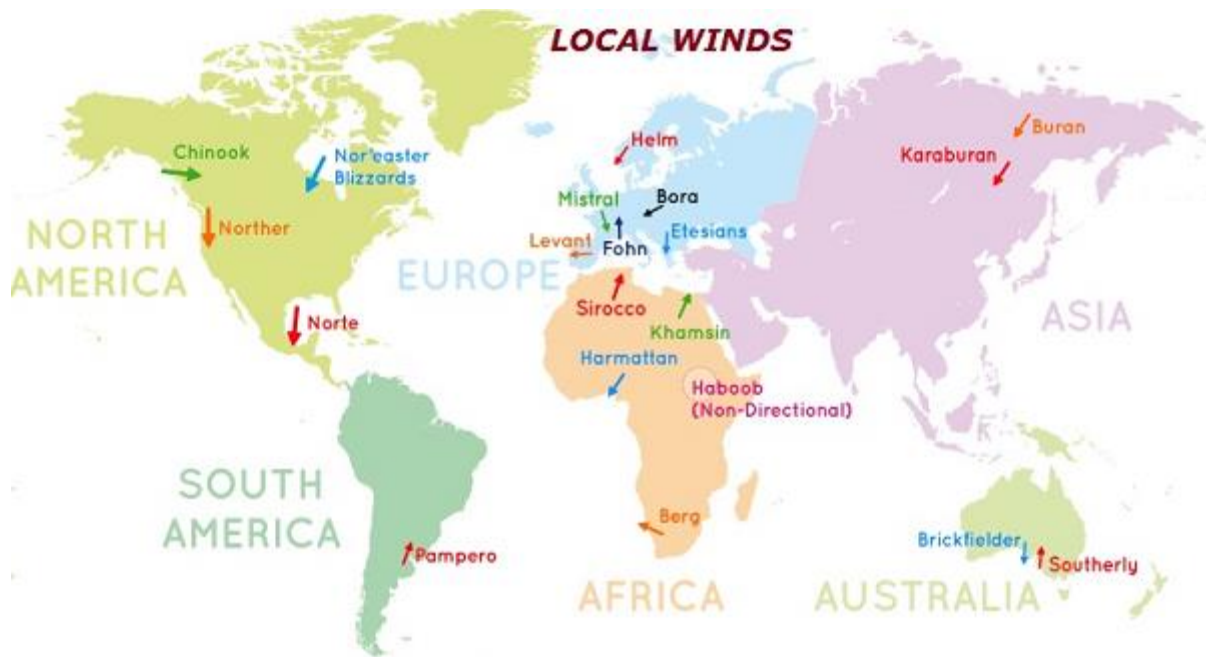 LOCAL WINDS
Chinook
Nor'easter
Blizzards
Norther
NORTH
AMERICA
Norte
Helm
Mistral
Bora
Levant
Fohn
Etesians
EUROPE
Buran
Karaburan
ASIA
Sirocco
Khamsin
Harmattan
Haboob
(Non-Directional)
SOUTH
AMERICA
Pampero
Berg
AFRICA
Brickfielder
Southerly
AUSTRALIA